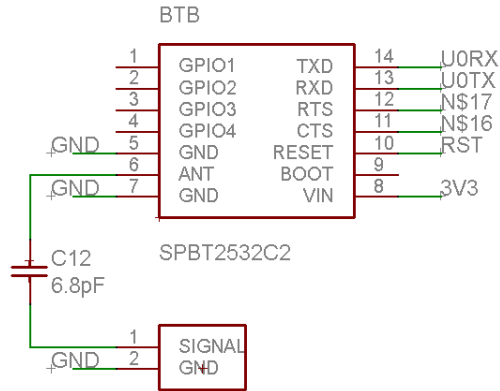 BTB
1 GPIO1 TXD 14 U0RX
2 GPIO2 RXD 13 U0TX
3 GPIO3 RTS 12 N$17
4 GPIO4 CTS 11 N$16
GND 5 GND RESET 10 RST
6 ANT BOOT 9
GND 7 GND VIN 8 3V3
SPBT2532C2
C12
6.8pF
1 SIGNAL
GND 2 GND